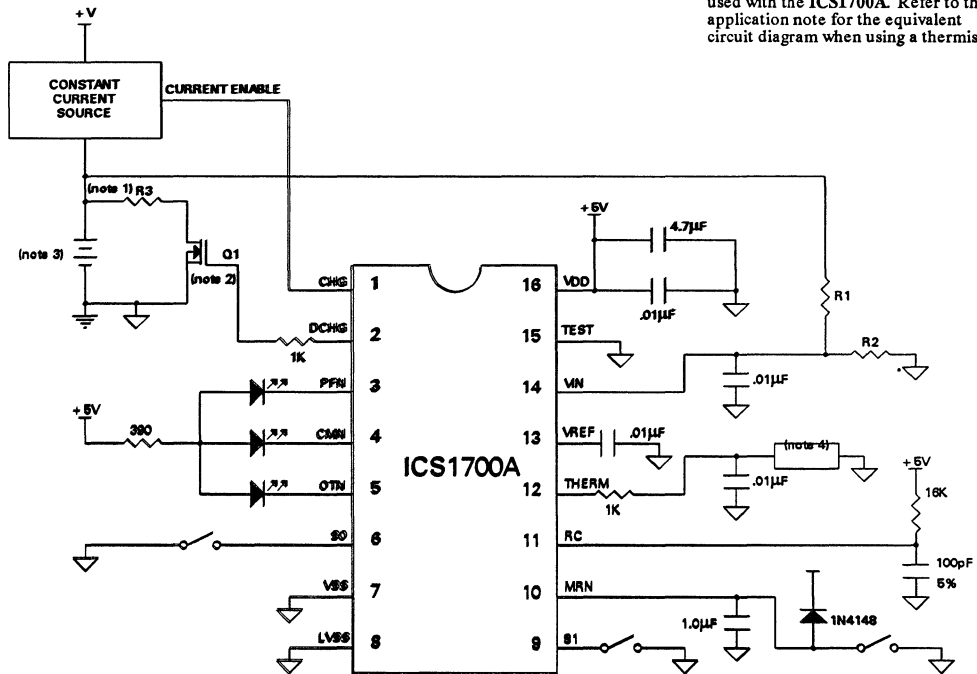 used with the ICS1700A. Refer to th
application note for the equivalent
circuit diagram when using a thermis
+V
CONSTANT
CURRENT
SOURCE
CURRENT ENABLE
(note 1) R3
(note 3)
Q1
(note 2)
+5V
4.7µF
.01µF
CHG 1
16 VDD
R1
DCHG 2
1K
15 TEST
R2
PFN 3
14 VIN
.01µF
+5V
390
CMN 4
13 VREF
.01µF
ICS1700A
(note 4)
OTN 5
12 THERM
1K
.01µF
+5V
16K
S0 6
11 RC
100pF
5%
VSS 7
10 MRN
1.0µF
1N4148
LVSS 8
9 S1